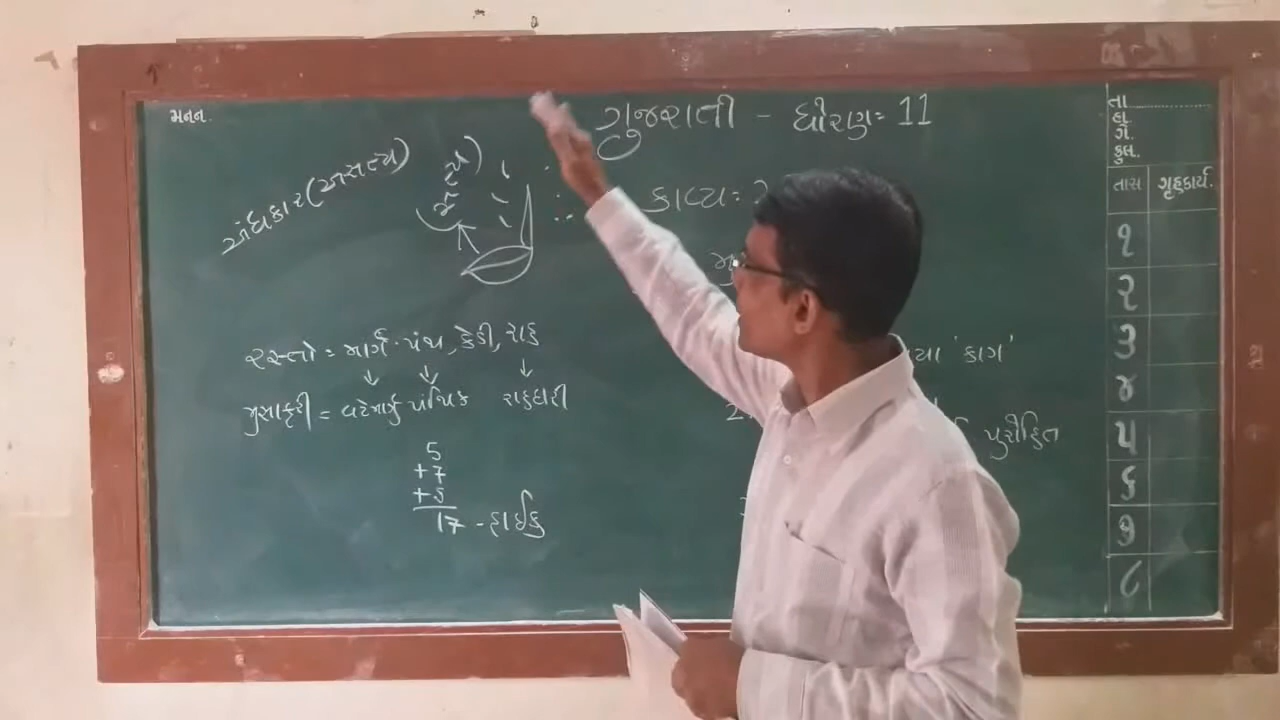 મનન.
ગુજરાતી - ધોરણ = 11
અંધકાર (અસત્ય)
કાવ્ય =
રસ્તો = માર્ગ પંથ, કેડી, રાહ
મુસાફરી = વટેમાર્ગુ પંથિક રાહદારી
'કાગ'
પુરોહિત
5
+7
+5
17 - હાઈકુ
તા
હા.
ગે.
કુલ.
તાસ ગૃહકાર્ય.
૧
૨
૩
૪
૫
૬
૭
૮